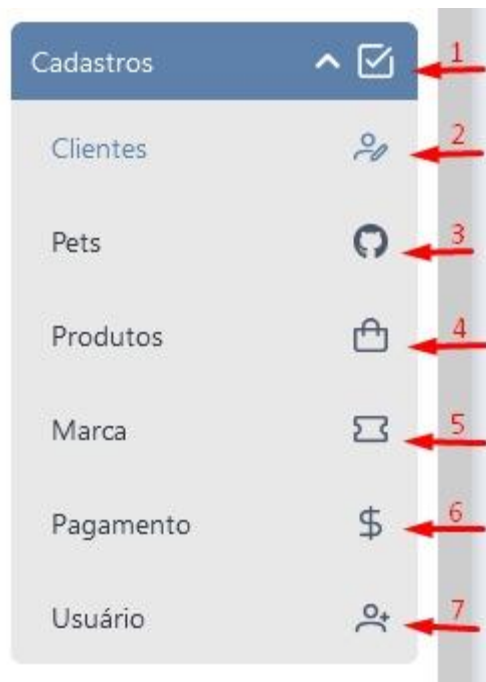 Cadastros 1
Clientes 2
Pets 3
Produtos 4
Marca 5
Pagamento $ 6
Usuário 7